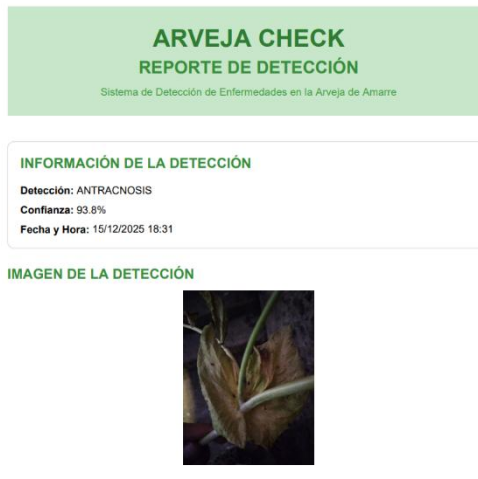 ARVEJA CHECK
REPORTE DE DETECCIÓN
Sistema de Detección de Enfermedades en la Arveja de Amarre
INFORMACIÓN DE LA DETECCIÓN
Detección: ANTRACNOSIS
Confianza: 93.8%
Fecha y Hora: 15/12/2025 18:31
IMAGEN DE LA DETECCIÓN